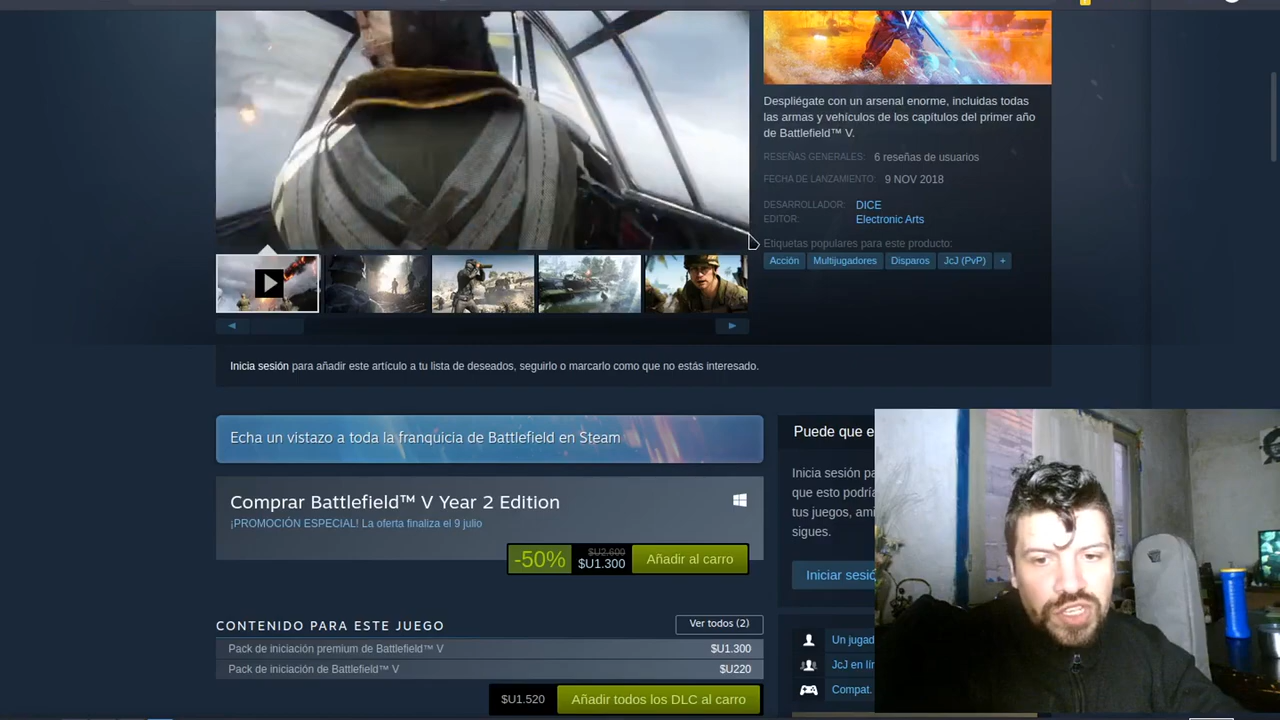 V
Despliégate con un arsenal enorme, incluidas todas
las armas y vehículos de los capítulos del primer año
de Battlefield™ V.
RESEÑAS GENERALES: 6 reseñas de usuarios
FECHA DE LANZAMIENTO: 9 NOV 2018
DESARROLLADOR: DICE
EDITOR: Electronic Arts
Etiquetas populares para este producto:
Acción Multijugadores Disparos JcJ (PvP) +
Inicia sesión para añadir este artículo a tu lista de deseados, seguirlo o marcarlo como que no estás interesado.
Echa un vistazo a toda la franquicia de Battlefield en Steam
Comprar Battlefield™ V Year 2 Edition
¡PROMOCIÓN ESPECIAL! La oferta finaliza el 9 julio
-50% $U2.600 $U1.300 Añadir al carro
CONTENIDO PARA ESTE JUEGO Ver todos (2)
Pack de iniciación premium de Battlefield™ V $U1.300
Pack de iniciación de Battlefield™ V $U220
$U1.520 Añadir todos los DLC al carro
Puede que e
Inicia sesión pa
que esto podría
tus juegos, ami
sigues.
Iniciar sesió
Un jugad
JcJ en lí
Compat.